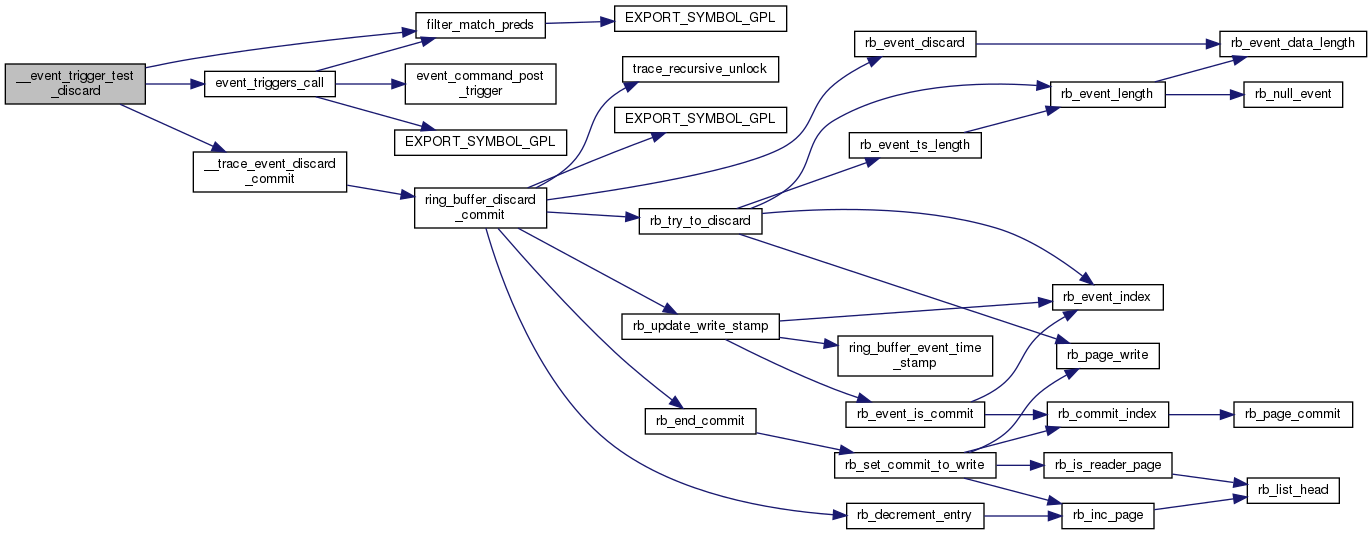 __event_trigger_test
_discard
filter_match_preds
event_triggers_call
__trace_event_discard
_commit
EXPORT_SYMBOL_GPL
event_command_post
_trigger
EXPORT_SYMBOL_GPL
ring_buffer_discard
_commit
trace_recursive_unlock
EXPORT_SYMBOL_GPL
rb_try_to_discard
rb_update_write_stamp
rb_end_commit
rb_event_discard
rb_event_ts_length
ring_buffer_event_time
_stamp
rb_event_is_commit
rb_set_commit_to_write
rb_decrement_entry
rb_event_length
rb_event_index
rb_page_write
rb_commit_index
rb_is_reader_page
rb_inc_page
rb_event_data_length
rb_null_event
rb_page_commit
rb_list_head